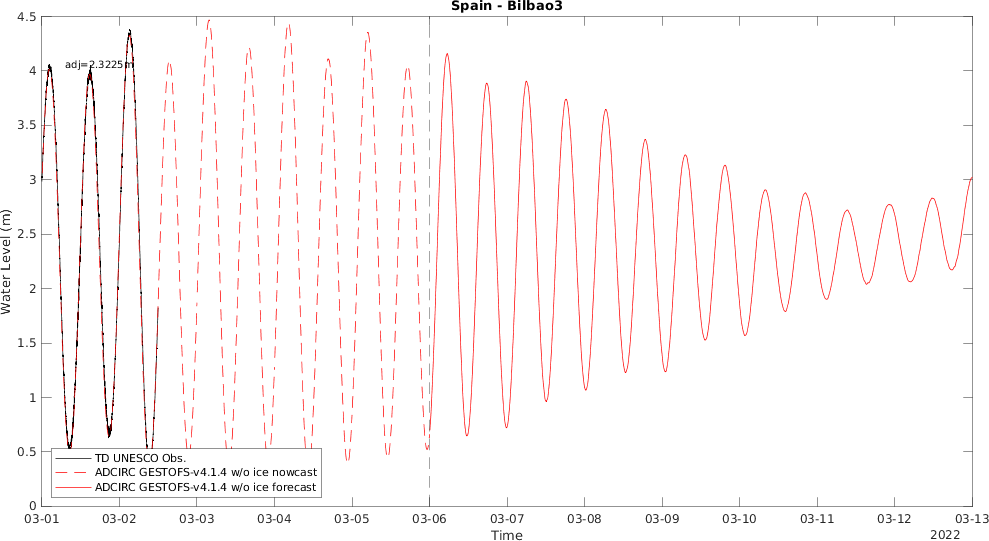 Spain - Bilbao3
adj=2.3225m
Water Level (m)
4.5
4
3.5
3
2.5
2
1.5
1
0.5
0
TD UNESCO Obs.
ADCIRC GESTOFS-v4.1.4 w/o ice nowcast
ADCIRC GESTOFS-v4.1.4 w/o ice forecast
03-01 03-02 03-03 03-04 03-05 03-06 03-07 03-08 03-09 03-10 03-11 03-12 03-13
Time
2022